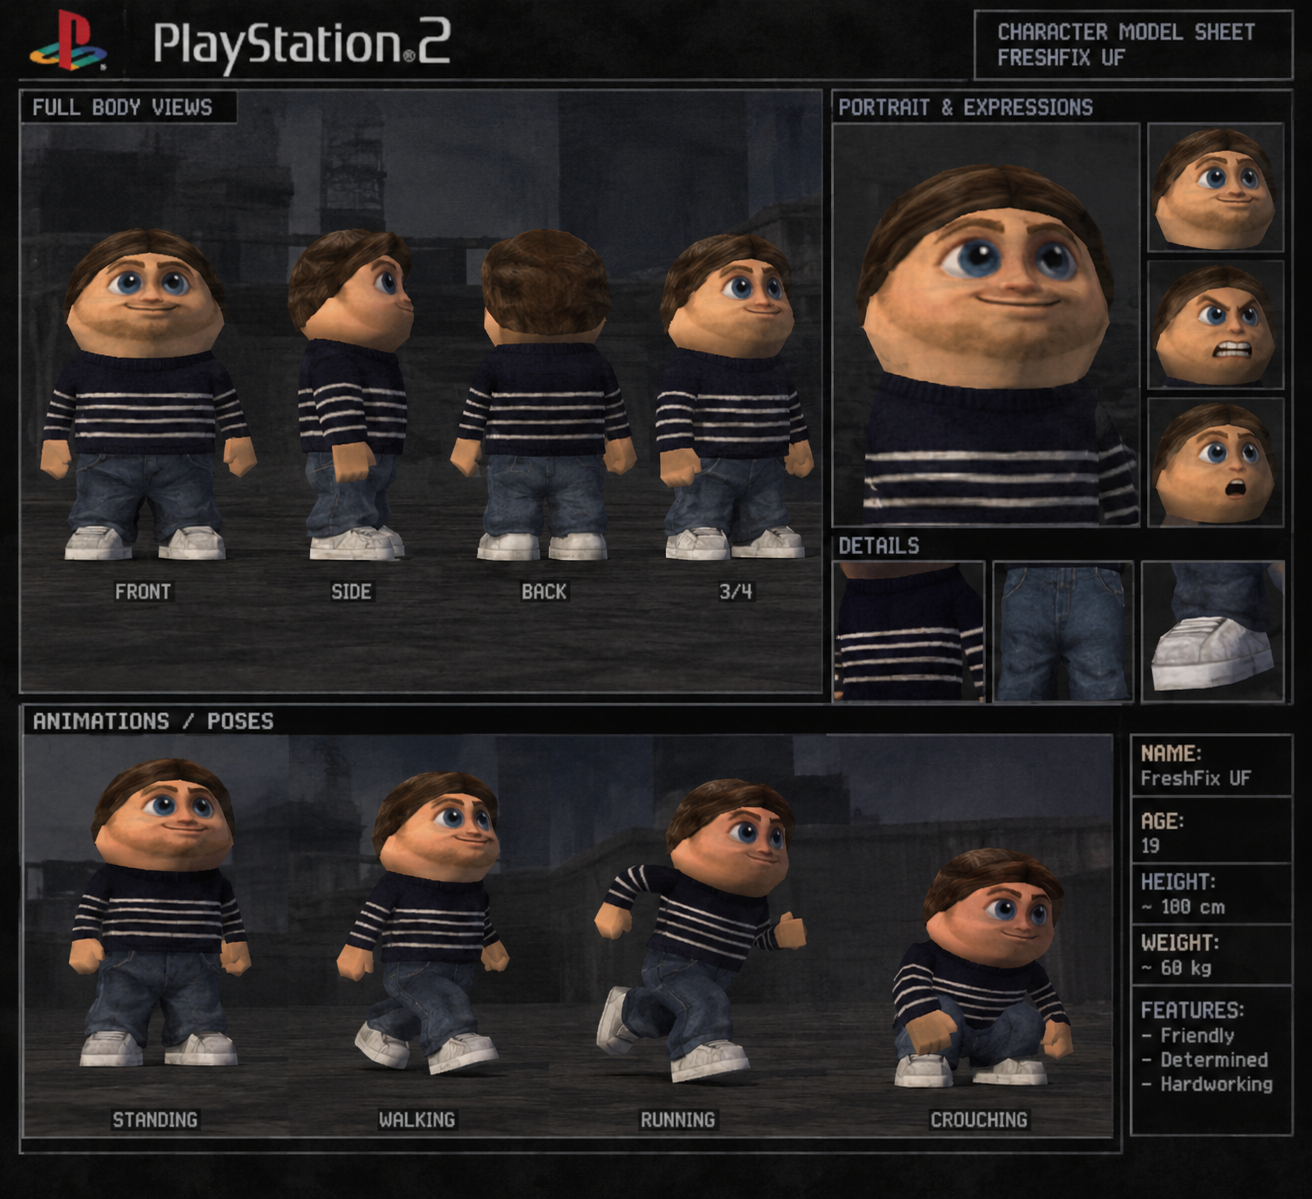 PlayStation®2
CHARACTER MODEL SHEET
FRESHFIX UF
FULL BODY VIEWS
PORTRAIT & EXPRESSIONS
FRONT
SIDE
BACK
3/4
DETAILS
ANIMATIONS / POSES
STANDING
WALKING
RUNNING
CROUCHING
NAME:
FreshFix UF
AGE:
19
HEIGHT:
~ 100 cm
WEIGHT:
~ 60 kg
FEATURES:
- Friendly
- Determined
- Hardworking